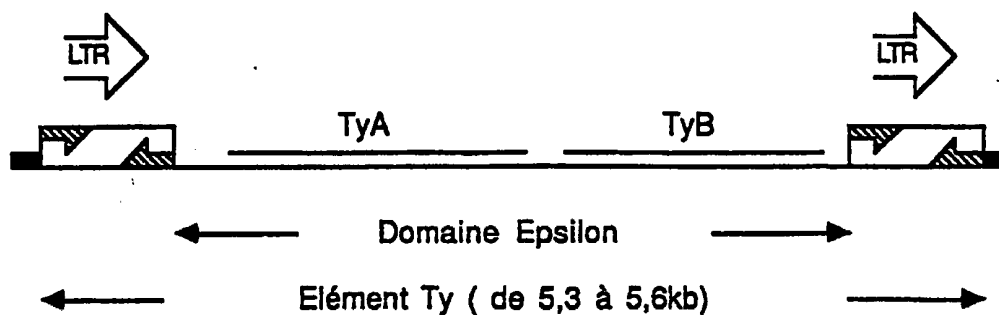 LTR LTR
TyA TyB
Domaine Epsilon
Elément Ty ( de 5,3 à 5,6kb)